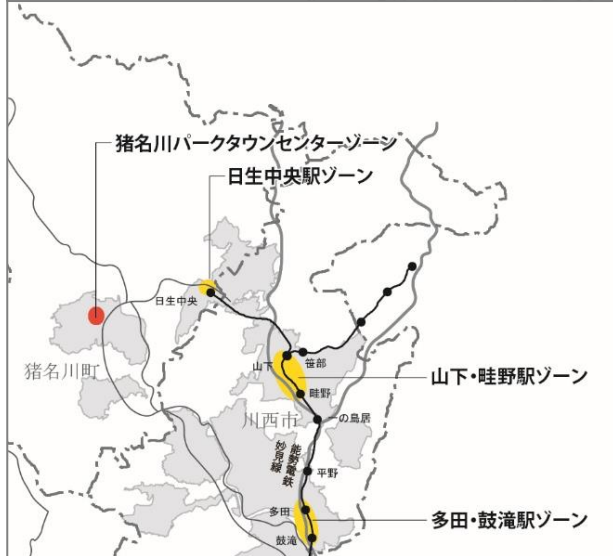 猪名川パークタウンセンターゾーン
日生中央駅ゾーン
日生中央
猪名川町
山下
笹部
畦野
山下・畦野駅ゾーン
川西市
一の鳥居
能勢電鉄
妙見線
平野
多田
多田・鼓滝駅ゾーン
鼓滝